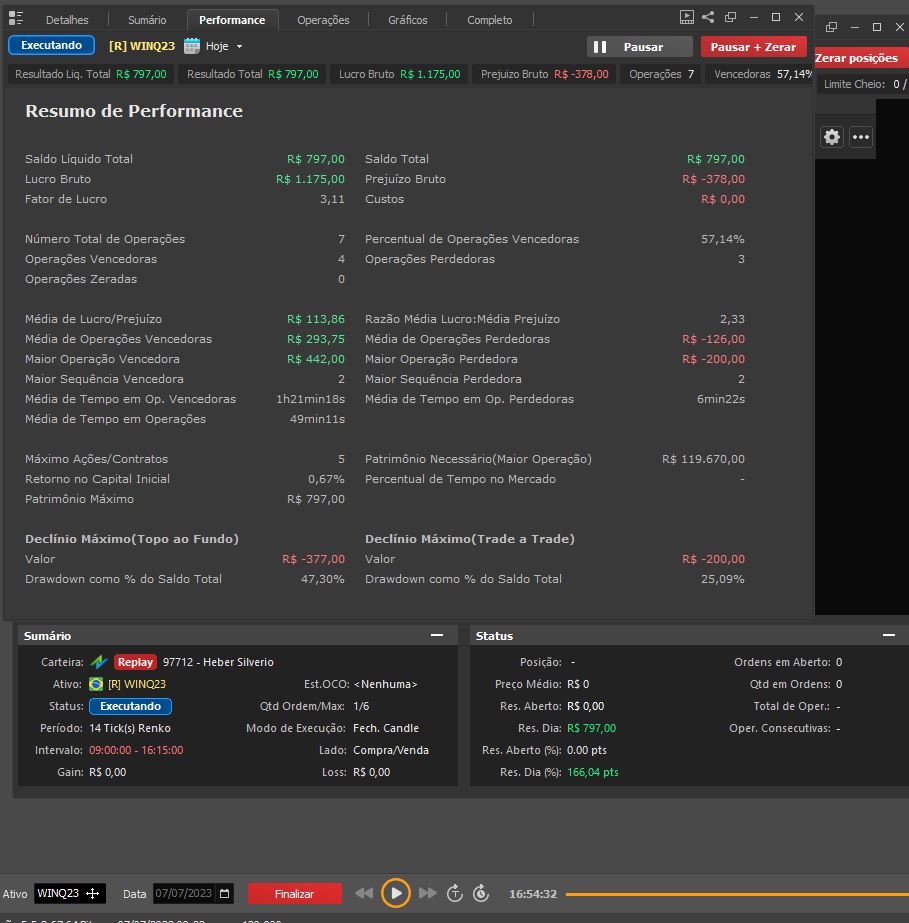 Detalhes Sumário Performance Operações Gráficos Completo
Executando [R] WINQ23 Hoje Pausar Pausar + Zerar
Zerar posições
Resultado Liq. Total R$ 797,00 Resultado Total R$ 797,00 Lucro Bruto R$ 1.175,00 Prejuizo Bruto R$ -378,00 Operações 7 Vencedoras 57,14%
Limite Cheio: 0 /
Resumo de Performance
Saldo Líquido Total R$ 797,00 Saldo Total R$ 797,00
Lucro Bruto R$ 1.175,00 Prejuízo Bruto R$ -378,00
Fator de Lucro 3,11 Custos R$ 0,00
Número Total de Operações 7 Percentual de Operações Vencedoras 57,14%
Operações Vencedoras 4 Operações Perdedoras 3
Operações Zeradas 0
Média de Lucro/Prejuízo R$ 113,86 Razão Média Lucro:Média Prejuízo 2,33
Média de Operações Vencedoras R$ 293,75 Média de Operações Perdedoras R$ -126,00
Maior Operação Vencedora R$ 442,00 Maior Operação Perdedora R$ -200,00
Maior Sequência Vencedora 2 Maior Sequência Perdedora 2
Média de Tempo em Op. Vencedoras 1h21min18s Média de Tempo em Op. Perdedoras 6min22s
Média de Tempo em Operações 49min11s
Máximo Ações/Contratos 5 Patrimônio Necessário(Maior Operação) R$ 119.670,00
Retorno no Capital Inicial 0,67% Percentual de Tempo no Mercado -
Patrimônio Máximo R$ 797,00
Declínio Máximo(Topo ao Fundo) Declínio Máximo(Trade a Trade)
Valor R$ -377,00 Valor R$ -200,00
Drawdown como % do Saldo Total 47,30% Drawdown como % do Saldo Total 25,09%
Sumário
Carteira: Replay 97712 - Heber Silverio
Ativo: [R] WINQ23 Est.OCO: <Nenhuma>
Status: Executando Qtd Ordem/Max: 1/6
Período: 14 Tick(s) Renko Modo de Execução: Fech. Candle
Intervalo: 09:00:00 - 16:15:00 Lado: Compra/Venda
Gain: R$ 0,00 Loss: R$ 0,00
Status
Posição: - Ordens em Aberto: 0
Preço Médio: R$ 0 Qtd em Ordens: 0
Res. Aberto: R$ 0,00 Total de Oper.: -
Res. Dia: R$ 797,00 Oper. Consecutivas: -
Res. Aberto (%): 0.00 pts
Res. Dia (%): 166,04 pts
Ativo WINQ23 Data 07/07/2023 Finalizar 16:54:32